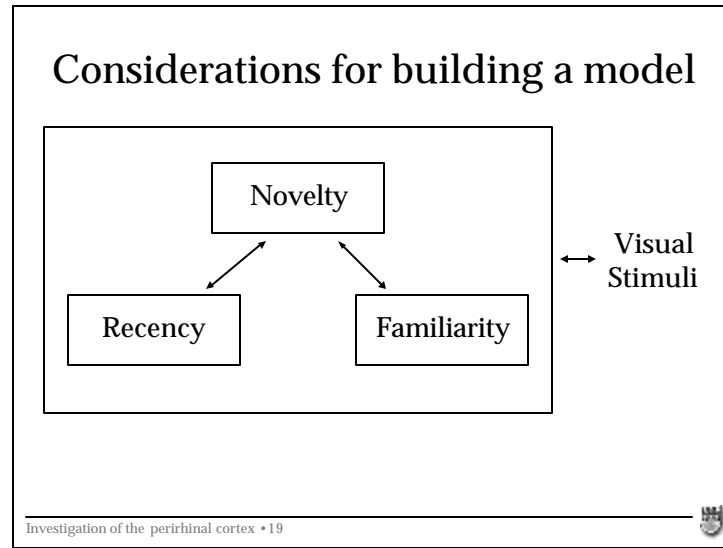 Considerations for building a model
Novelty
Recency
Familiarity
Visual
Stimuli
Investigation of the perirhinal cortex • 19